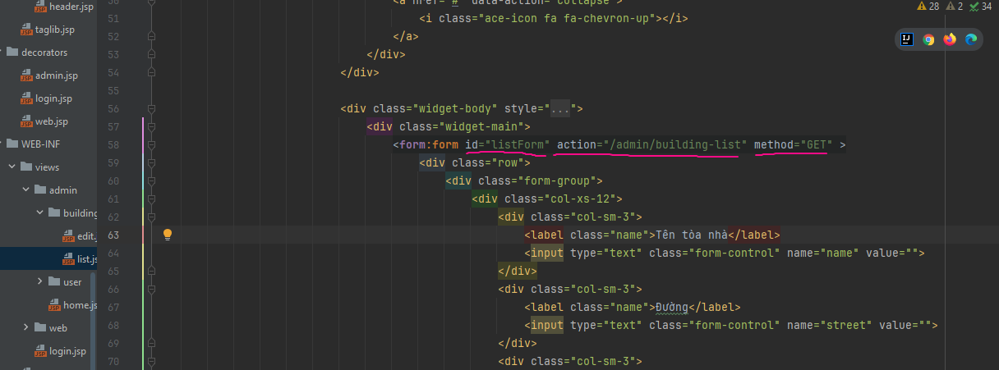 header.jsp
taglib.jsp
decorators
admin.jsp
login.jsp
web.jsp
WEB-INF
views
admin
building
edit.
list.js
user
home.js
web
login.jsp
28 2 34
50 <a href="#" data-action="collapse">
51 <i class="ace-icon fa fa-chevron-up"></i>
52 </a>
53 </div>
54 </div>
55
56 <div class="widget-body" style="...">
57 <div class="widget-main">
58 <form:form id="listForm" action="/admin/building-list" method="GET" >
59 <div class="row">
60 <div class="form-group">
61 <div class="col-xs-12">
62 <div class="col-sm-3">
63 <label class="name">Tên tòa nhà</label>
64 <input type="text" class="form-control" name="name" value="">
65 </div>
66 <div class="col-sm-3">
67 <label class="name">Đường</label>
68 <input type="text" class="form-control" name="street" value="">
69 </div>
70 <div class="col-sm-3">